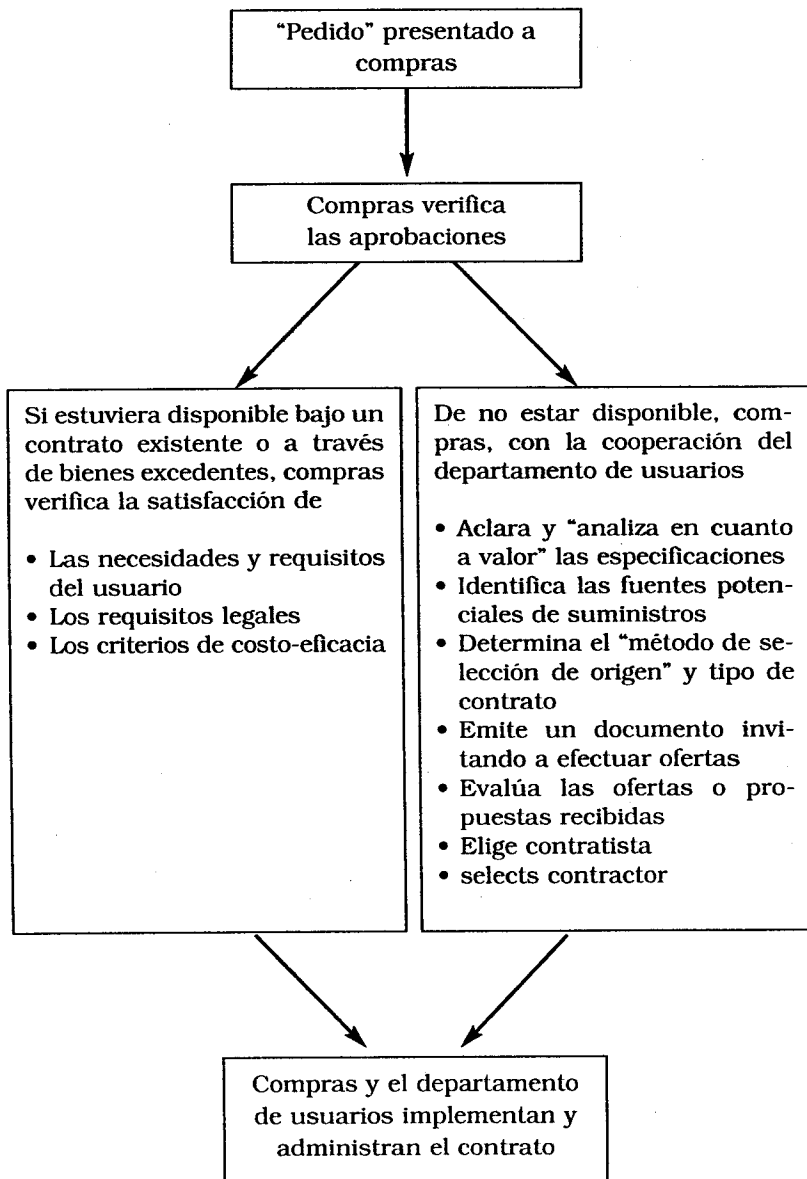 “Pedido” presentado a
compras
Compras verifica
las aprobaciones
Si estuviera disponible bajo un
contrato existente o a través
de bienes excedentes, compras
verifica la satisfacción de
• Las necesidades y requisitos
del usuario
• Los requisitos legales
• Los criterios de costo-eficacia
De no estar disponible, com-
pras, con la cooperación del
departamento de usuarios
• Aclara y “analiza en cuanto
a valor” las especificaciones
• Identifica las fuentes poten-
ciales de suministros
• Determina el “método de se-
lección de origen” y tipo de
contrato
• Emite un documento invi-
tando a efectuar ofertas
• Evalúa las ofertas o pro-
puestas recibidas
• Elige contratista
• selects contractor
Compras y el departamento
de usuarios implementan y
administran el contrato